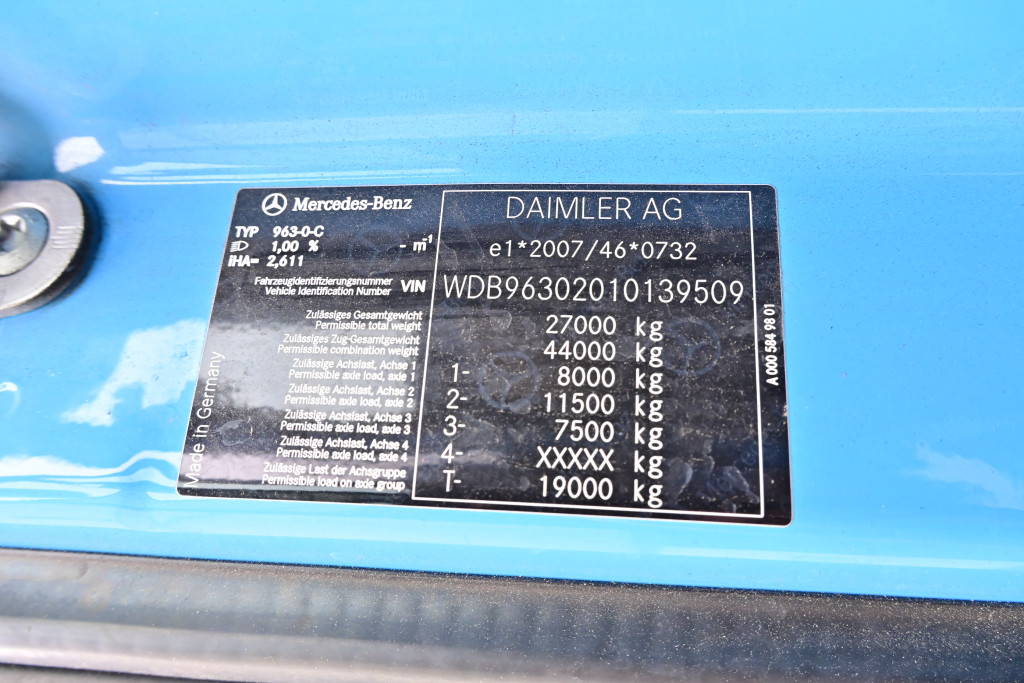 Mercedes-Benz
TYP 963-0-C
1,00 % - m-1
iHA= 2,611
Fahrzeugidentifizierungsnummer
Vehicle Identification Number VIN
Zulässiges Gesamtgewicht
Permissible total weight
Zulässiges Zug-Gesamtgewicht
Permissible combination weight
Zulässige Achslast, Achse 1
Permissible axle load, axle 1
Zulässige Achslast, Achse 2
Permissible axle load, axle 2
Zulässige Achslast, Achse 3
Permissible axle load, axle 3
Zulässige Achslast, Achse 4
Permissible axle load, axle 4
Zulässige Last der Achsgruppe
Permissible load on axle group
Made in Germany
DAIMLER AG
e1*2007/46*0732
WDB96302010139509
27000 kg
44000 kg
1- 8000 kg
2- 11500 kg
3- 7500 kg
4- XXXXX kg
T- 19000 kg
A 000 584 98 01